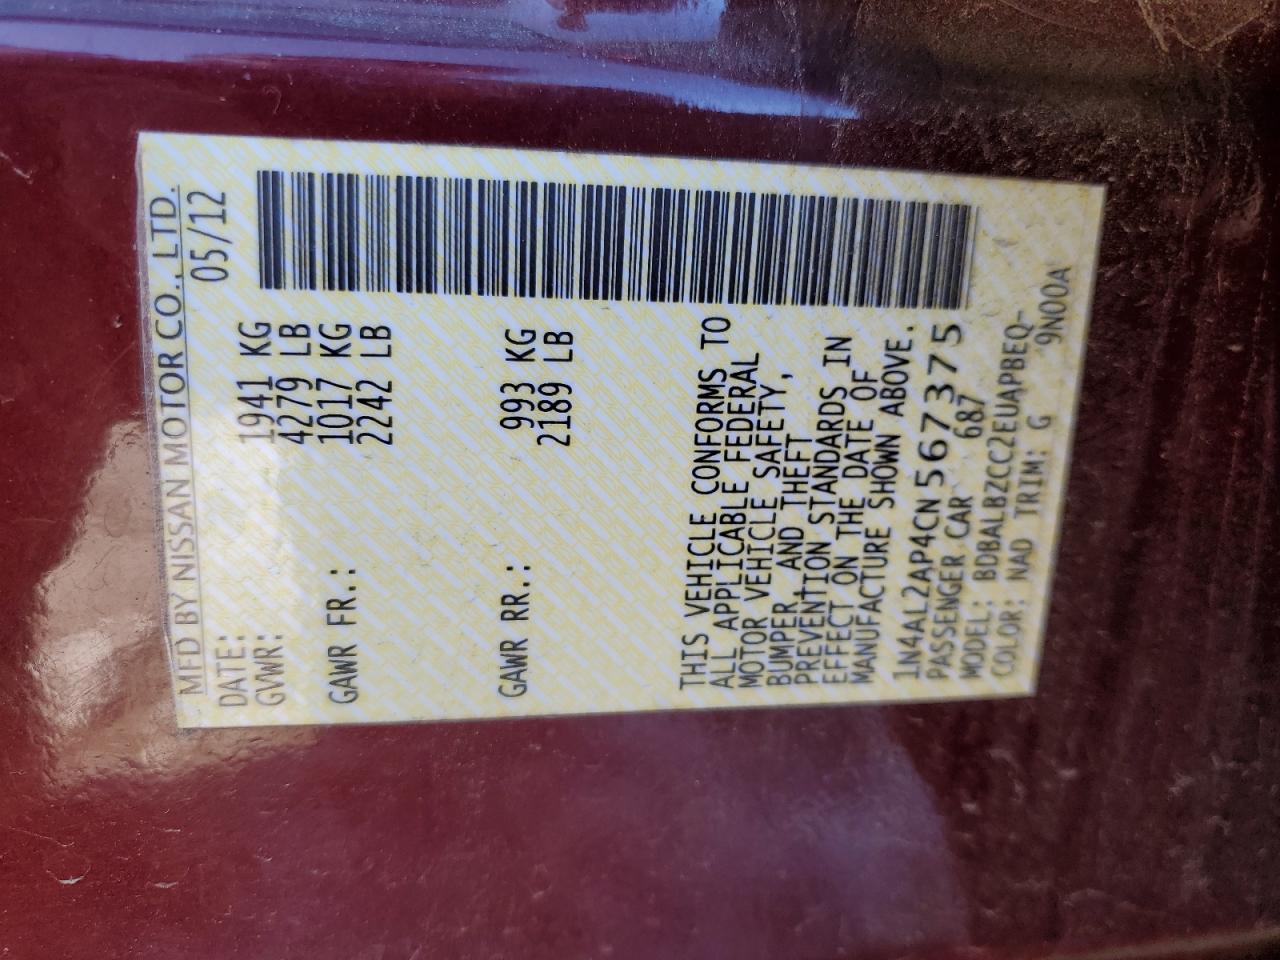 MFD BY NISSAN MOTOR CO., LTD.
DATE: 05/12
GVWR: 1941 KG
4279 LB
GAWR FR.: 1017 KG
2242 LB
GAWR RR.: 993 KG
2189 LB
THIS VEHICLE CONFORMS TO
ALL APPLICABLE FEDERAL
MOTOR VEHICLE SAFETY,
BUMPER, AND THEFT
PREVENTION STANDARDS IN
EFFECT ON THE DATE OF
MANUFACTURE SHOWN ABOVE.
1N4AL2AP4CN567375
PASSENGER CAR 687
MODEL: BDBALBZCC2EUAPBEQ-
COLOR: NAD TRIM: G 9N00A